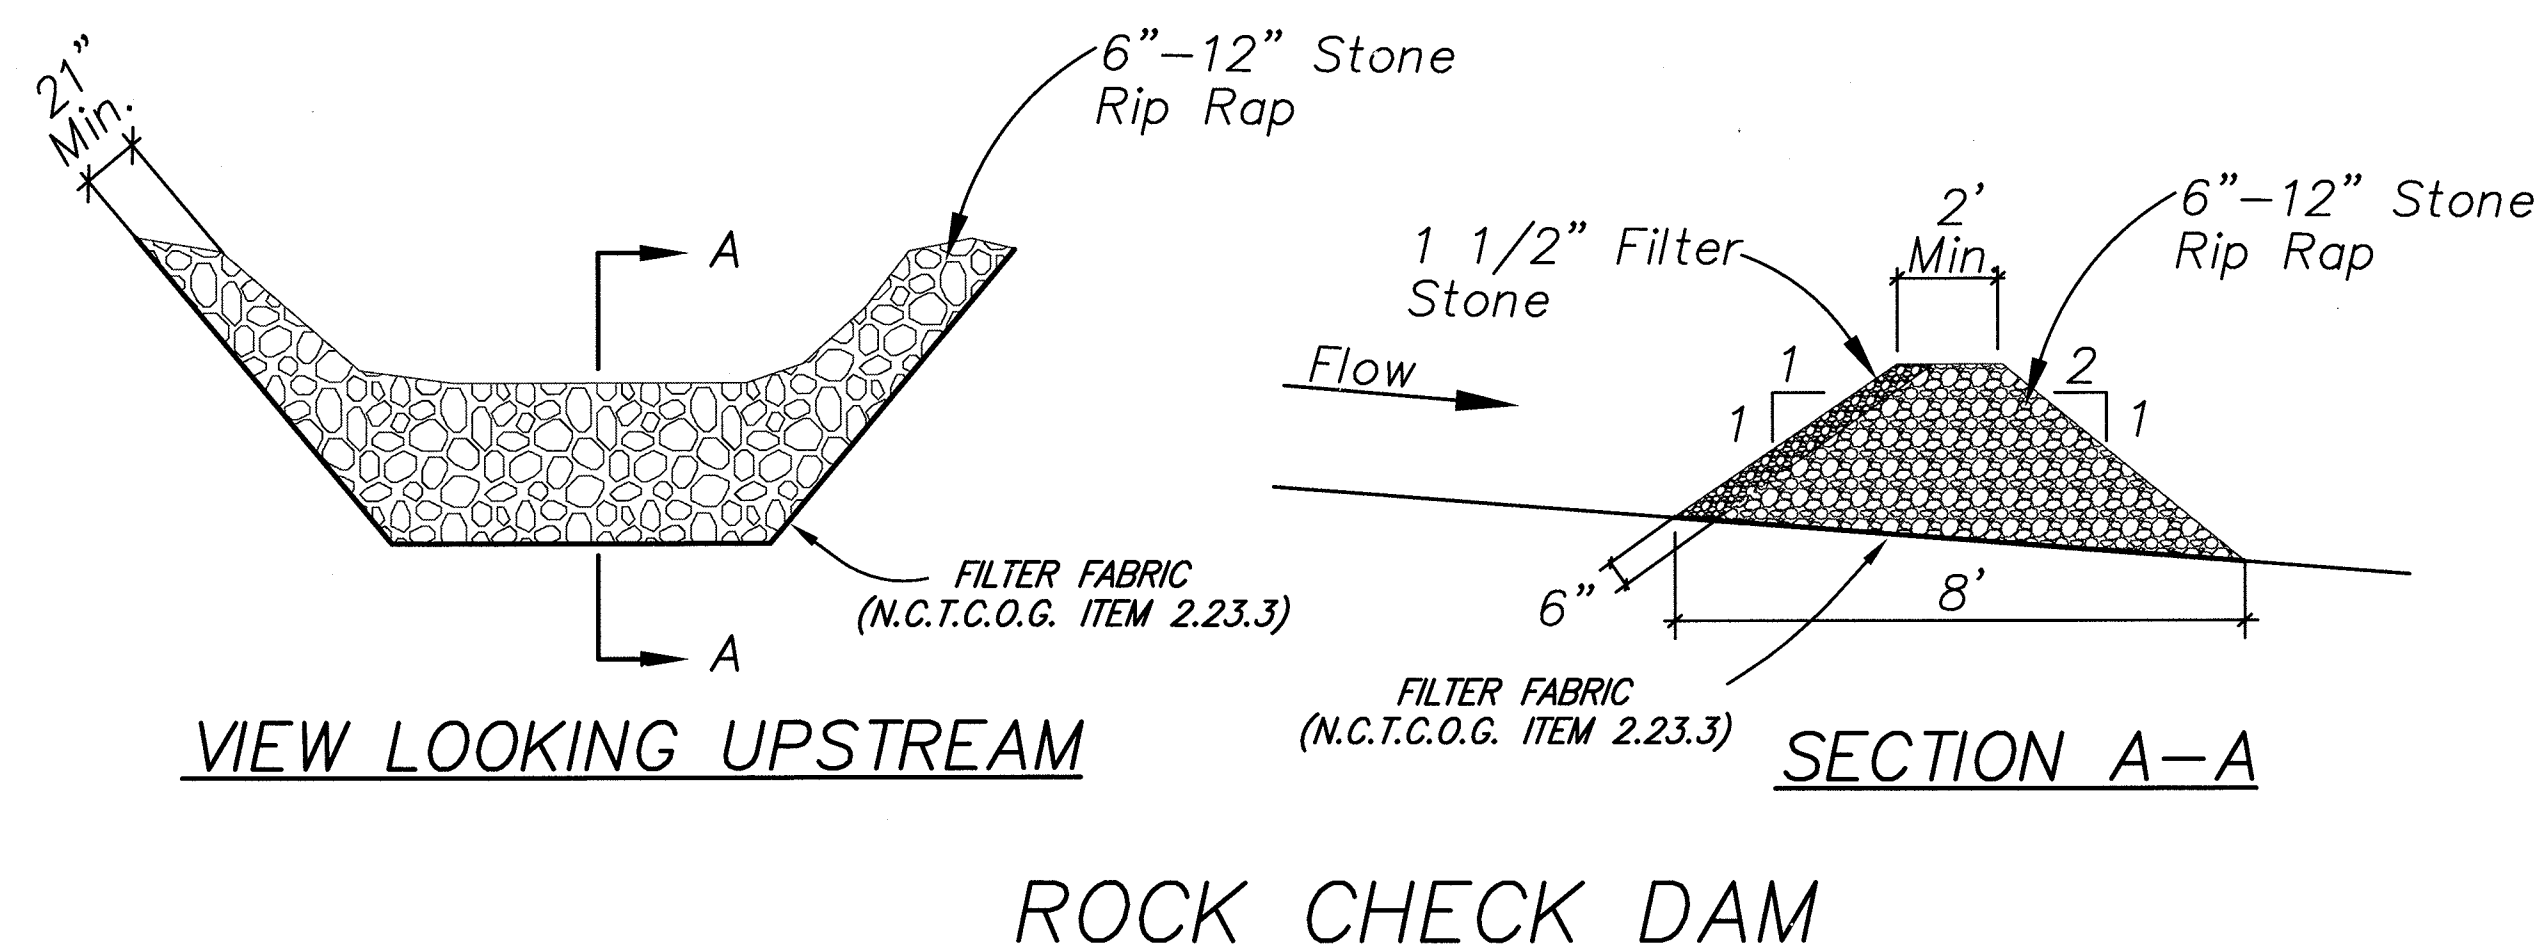 21”
Min.
6”-12” Stone
Rip Rap
A
A
FILTER FABRIC
(N.C.T.C.O.G. ITEM 2.23.3)
VIEW LOOKING UPSTREAM
1 1/2” Filter
Stone
2’
Min.
6”-12” Stone
Rip Rap
Flow
1
1
2
1
6”
8’
FILTER FABRIC
(N.C.T.C.O.G. ITEM 2.23.3)
SECTION A-A
ROCK CHECK DAM